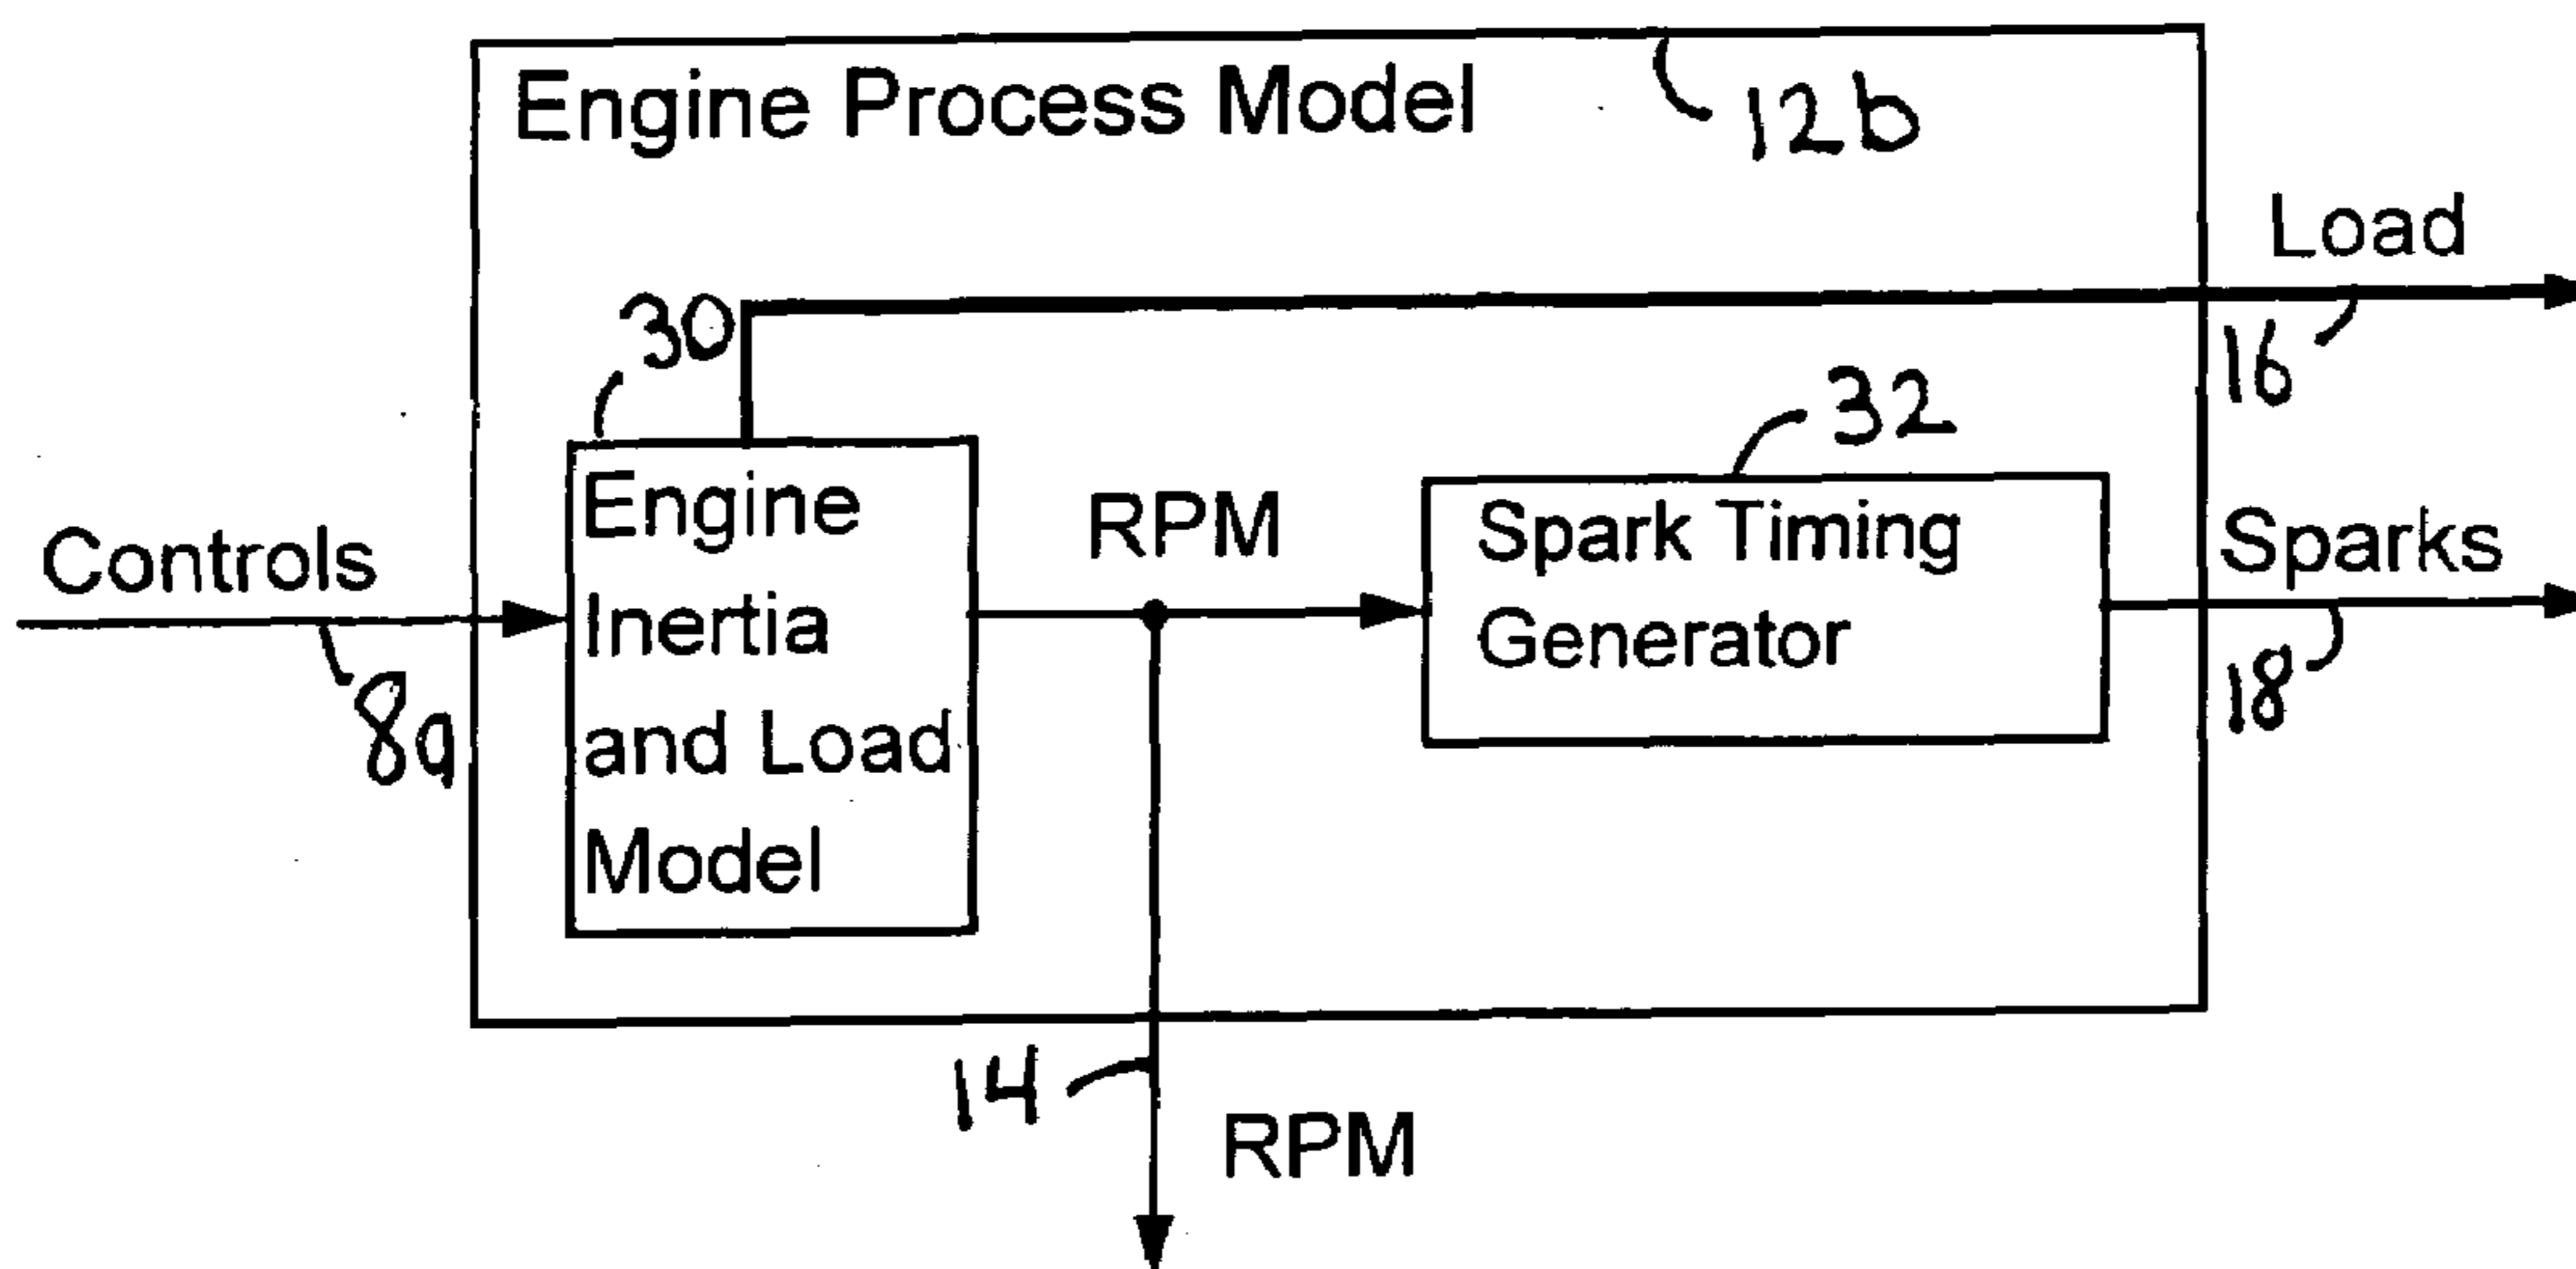 Engine Process Model
12b
Load
16
30
32
Controls
8a
Engine
Inertia
and Load
Model
RPM
Spark Timing
Generator
Sparks
18
14
RPM